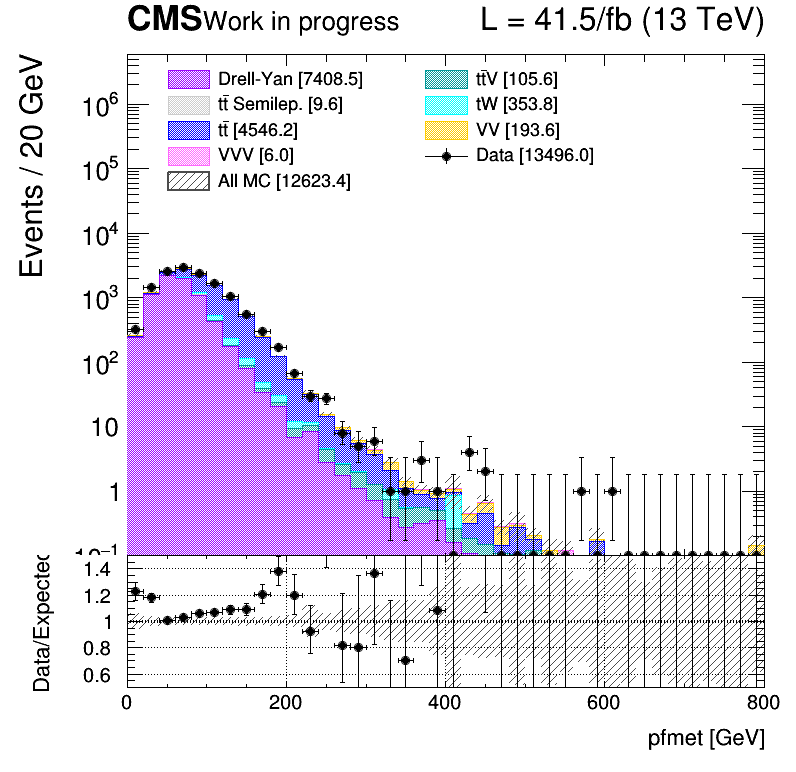 CMS Work in progress L = 41.5/fb (13 TeV)
Events / 20 GeV
Drell-Yan [7408.5]
tt̄ Semilep. [9.6]
tt̄ [4546.2]
VVV [6.0]
All MC [12623.4]
tt̄V [105.6]
tW [353.8]
VV [193.6]
Data [13496.0]
10⁶
10⁵
10⁴
10³
10²
10
1
10⁻¹
Data/Expected
1.4
1.2
1
0.8
0.6
0 200 400 600 800
pfmet [GeV]